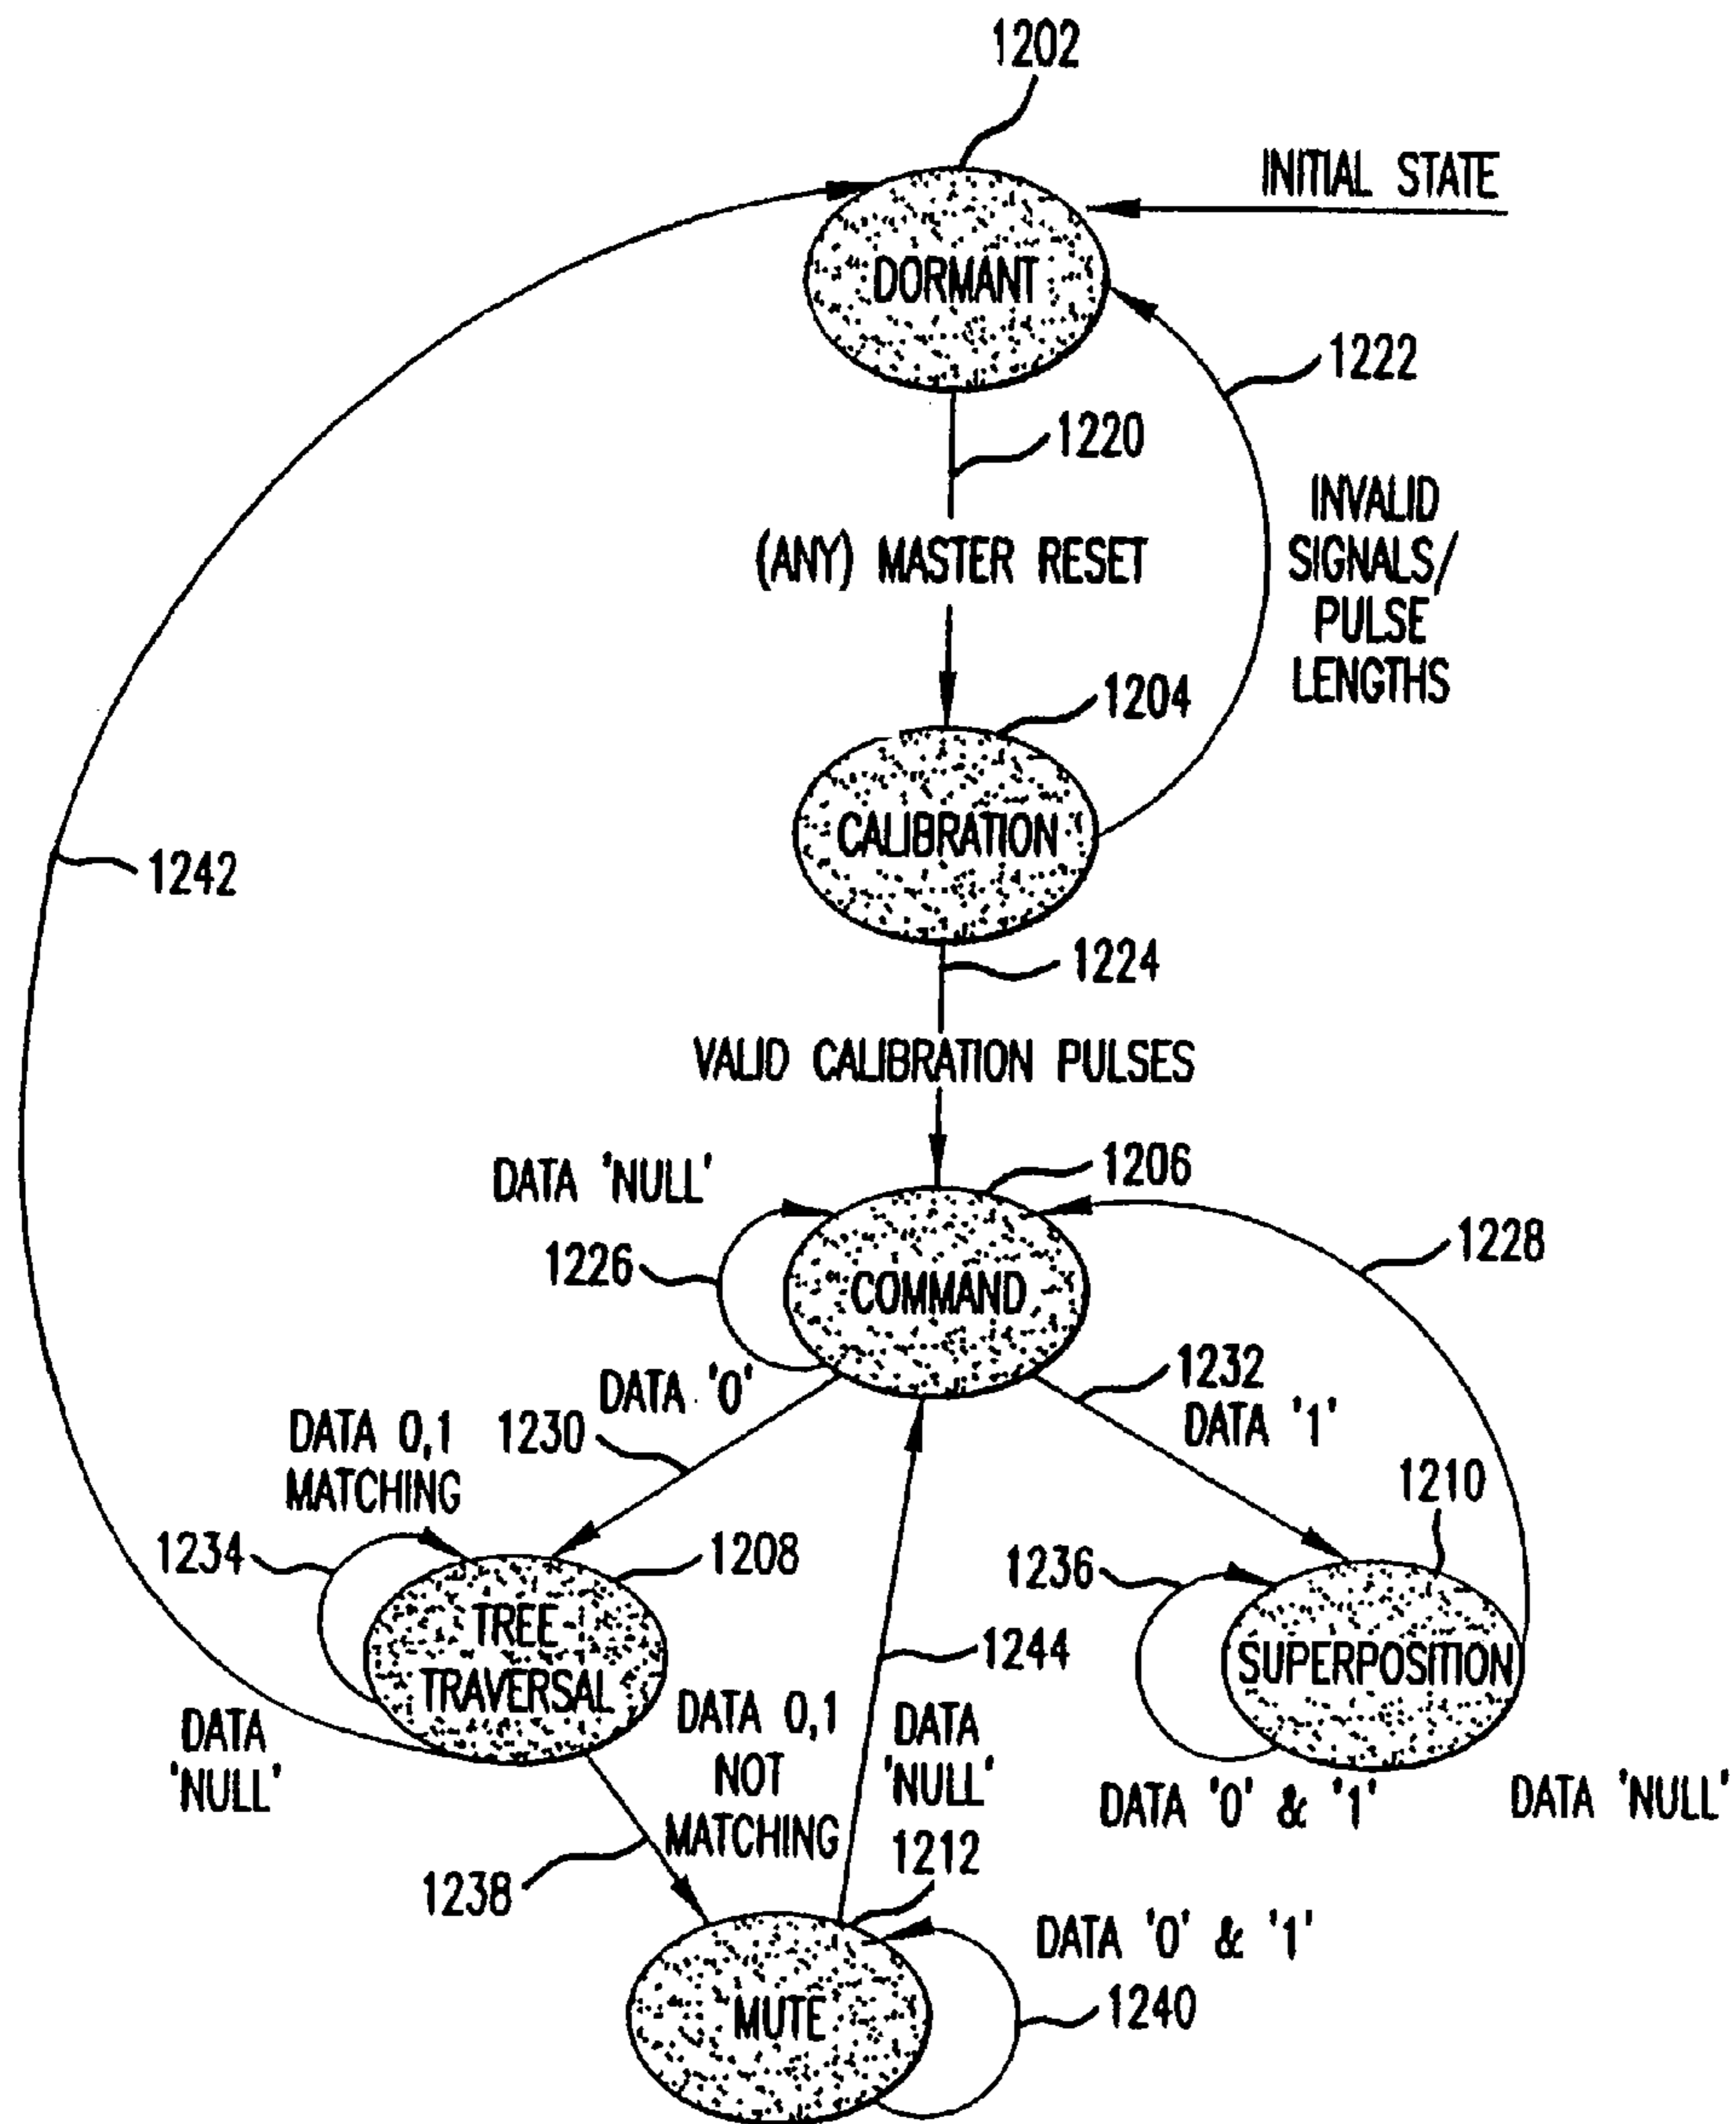 1202
INITIAL STATE
DORMANT
1222
1220
INVALID
SIGNALS/
PULSE
LENGTHS
(ANY) MASTER RESET
1204
CALIBRATION
1242
1224
VALID CALIBRATION PULSES
DATA 'NULL'
1206
1226
COMMAND
1228
DATA '0'
1232
DATA '1'
DATA 0,1
MATCHING
1230
1210
1234
1208
1236
TREE
TRAVERSAL
1244
SUPERPOSITION
DATA
'NULL'
DATA 0,1
NOT
MATCHING
DATA
'NULL'
DATA '0' & '1'
DATA 'NULL'
1238
1212
DATA '0' & '1'
MUTE
1240